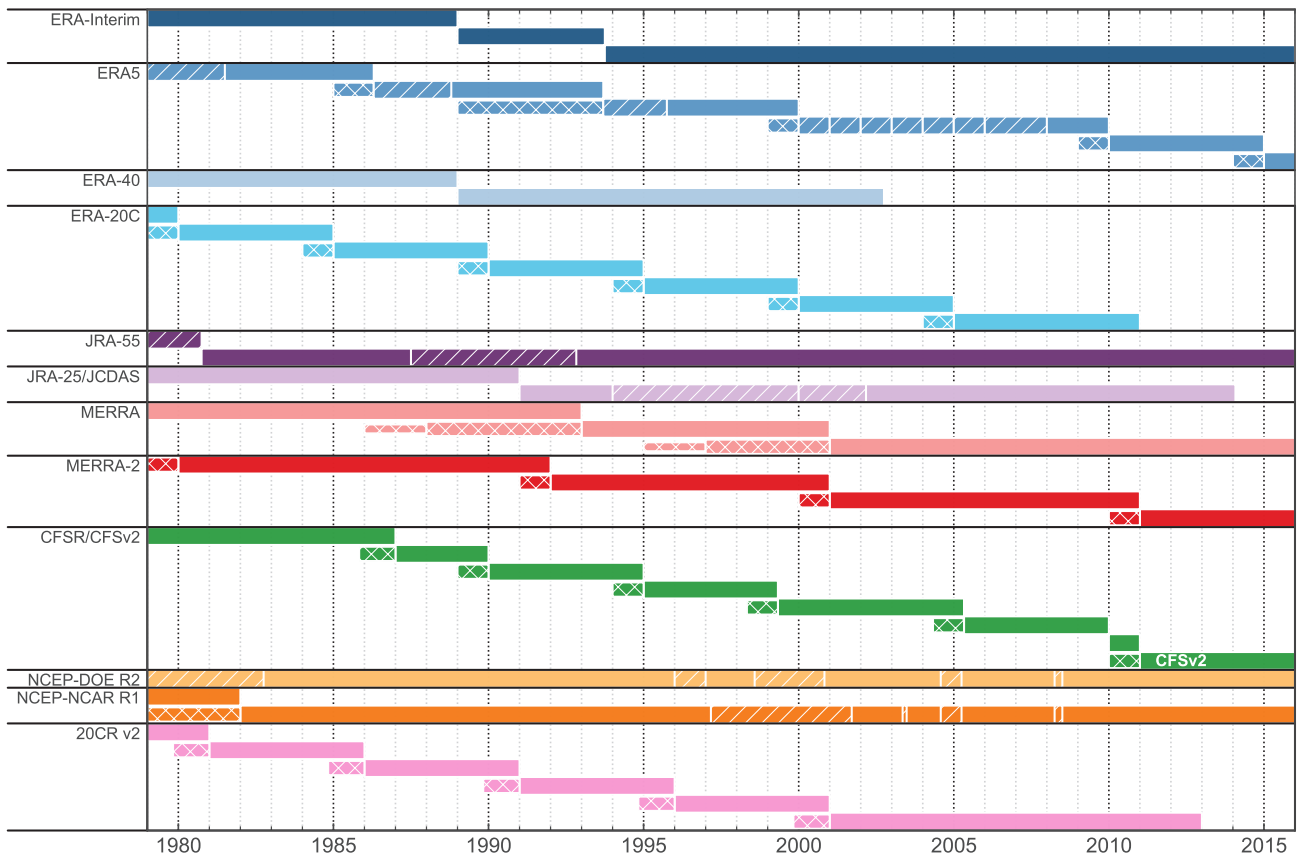 ERA-Interim
ERA5
ERA-40
ERA-20C
JRA-55
JRA-25/JCDAS
MERRA
MERRA-2
CFSR/CFSv2
CFSv2
NCEP-DOE R2
NCEP-NCAR R1
20CR v2
1980 1985 1990 1995 2000 2005 2010 2015